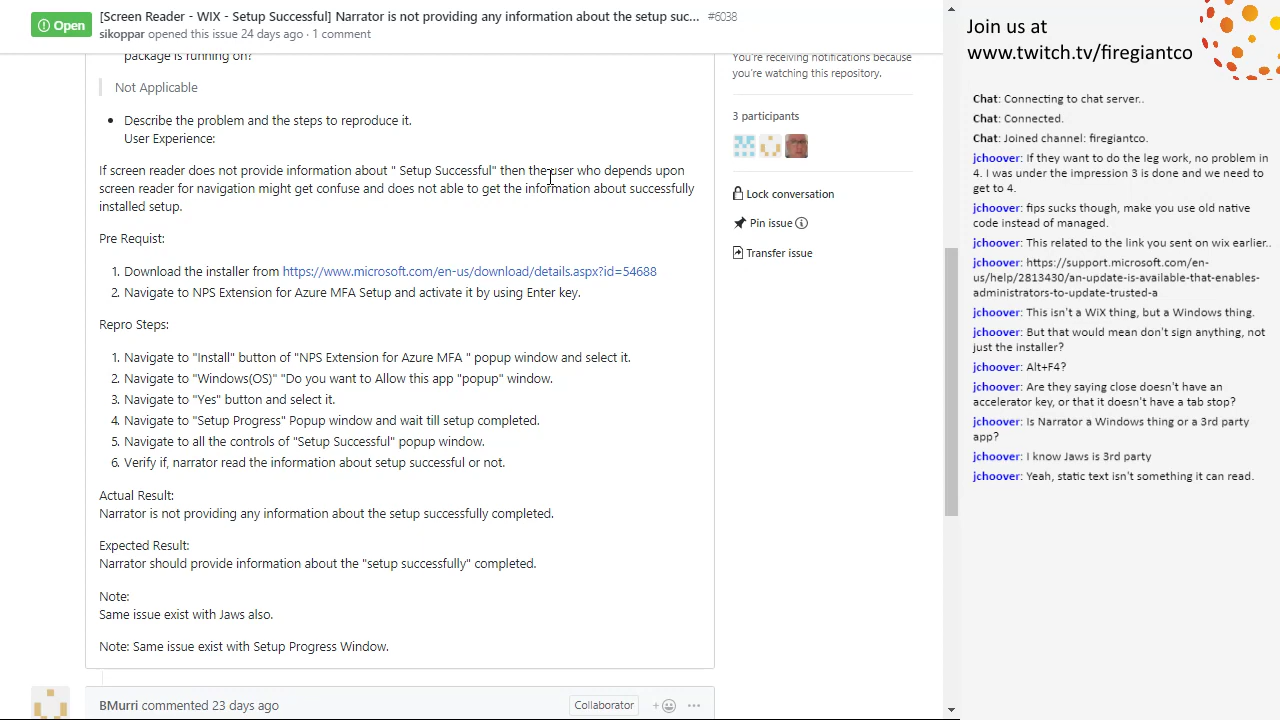 Open
[Screen Reader - WIX - Setup Successful] Narrator is not providing any information about the setup suc... #6038
sikoppar opened this issue 24 days ago · 1 comment
package is running on?
Not Applicable
• Describe the problem and the steps to reproduce it.
User Experience:
If screen reader does not provide information about " Setup Successful" then the user who depends upon
screen reader for navigation might get confuse and does not able to get the information about successfully
installed setup.
Pre Requist:
1. Download the installer from https://www.microsoft.com/en-us/download/details.aspx?id=54688
2. Navigate to NPS Extension for Azure MFA Setup and activate it by using Enter key.
Repro Steps:
1. Navigate to "Install" button of "NPS Extension for Azure MFA " popup window and select it.
2. Navigate to "Windows(OS)" "Do you want to Allow this app "popup" window.
3. Navigate to "Yes" button and select it.
4. Navigate to "Setup Progress" Popup window and wait till setup completed.
5. Navigate to all the controls of "Setup Successful" popup window.
6. Verify if, narrator read the information about setup successful or not.
Actual Result:
Narrator is not providing any information about the setup successfully completed.
Expected Result:
Narrator should provide information about the "setup successfully" completed.
Note:
Same issue exist with Jaws also.
Note: Same issue exist with Setup Progress Window.
BMurri commented 23 days ago
Collaborator
You're receiving notifications because
you're watching this repository.
3 participants
Lock conversation
Pin issue
Transfer issue
Join us at
www.twitch.tv/firegiantco
Chat: Connecting to chat server..
Chat: Connected.
Chat: Joined channel: firegiantco.
jchoover: If they want to do the leg work, no problem in
4. I was under the impression 3 is done and we need to
get to 4.
jchoover: fips sucks though, make you use old native
code instead of managed.
jchoover: This related to the link you sent on wix earlier..
jchoover: https://support.microsoft.com/en-
us/help/2813430/an-update-is-available-that-enables-
administrators-to-update-trusted-a
jchoover: This isn't a WiX thing, but a Windows thing.
jchoover: But that would mean don't sign anything, not
just the installer?
jchoover: Alt+F4?
jchoover: Are they saying close doesn't have an
accelerator key, or that it doesn't have a tab stop?
jchoover: Is Narrator a Windows thing or a 3rd party
app?
jchoover: I know Jaws is 3rd party
jchoover: Yeah, static text isn't something it can read.